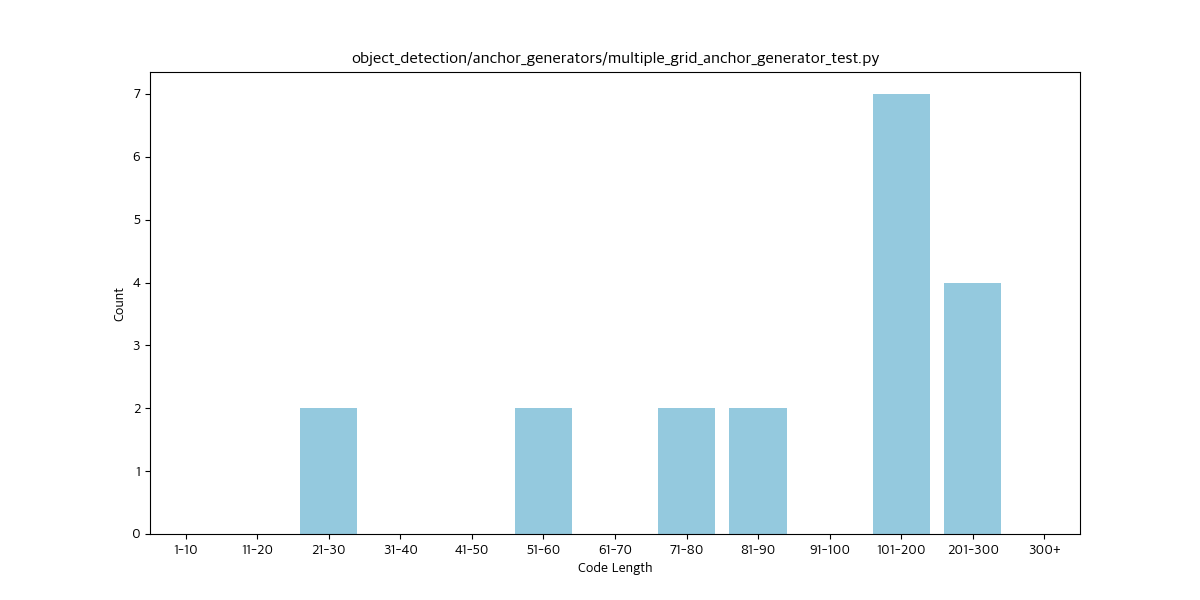 object_detection/anchor_generators/multiple_grid_anchor_generator_test.py
7
6
5
4
3
2
1
0
Count
1-10 11-20 21-30 31-40 41-50 51-60 61-70 71-80 81-90 91-100 101-200 201-300 300+
Code Length